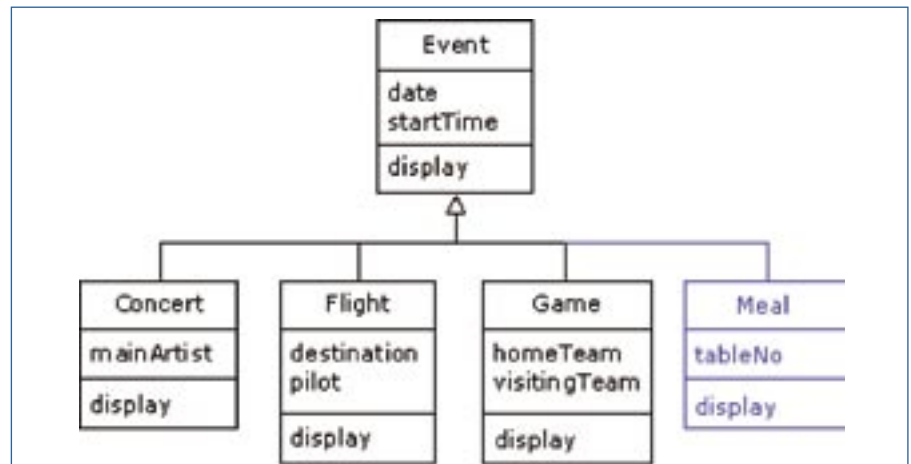 Event
date
startTime
display
Concert
mainArtist
display
Flight
destination
pilot
display
Game
homeTeam
visitingTeam
display
Meal
tableNo
display